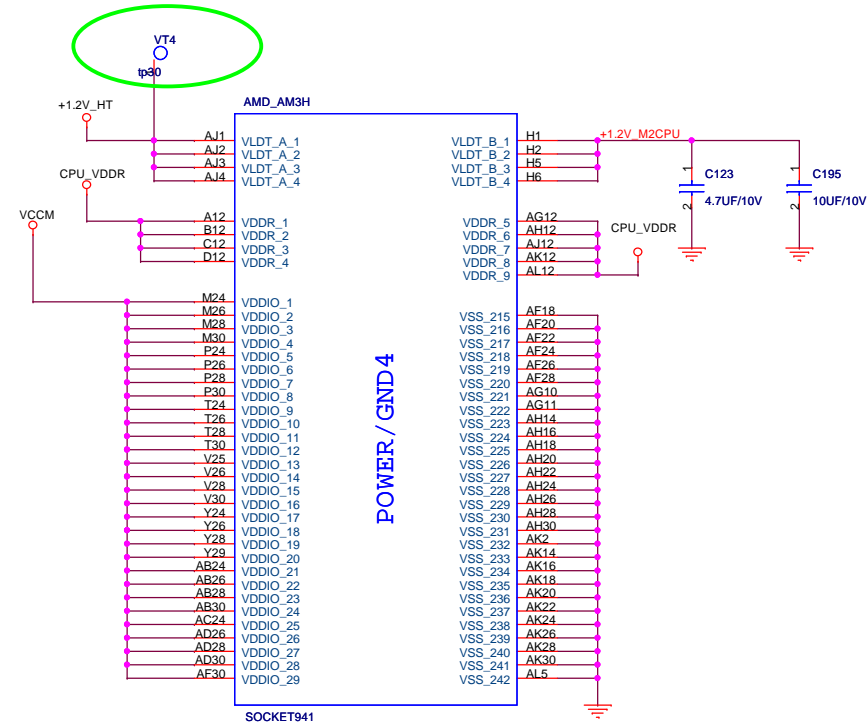 VT4
tp30
AMD_AM3H
+1.2V_HT
AJ1 VLDT_A_1
AJ2 VLDT_A_2
AJ3 VLDT_A_3
AJ4 VLDT_A_4
CPU_VDDR
A12 VDDR_1
B12 VDDR_2
C12 VDDR_3
D12 VDDR_4
VCCM
M24 VDDIO_1
M26 VDDIO_2
M28 VDDIO_3
M30 VDDIO_4
P24 VDDIO_5
P26 VDDIO_6
P28 VDDIO_7
P30 VDDIO_8
T24 VDDIO_9
T26 VDDIO_10
T28 VDDIO_11
T30 VDDIO_12
V25 VDDIO_13
V26 VDDIO_14
V28 VDDIO_15
V30 VDDIO_16
Y24 VDDIO_17
Y26 VDDIO_18
Y28 VDDIO_19
Y29 VDDIO_20
AB24 VDDIO_21
AB26 VDDIO_22
AB28 VDDIO_23
AB30 VDDIO_24
AC24 VDDIO_25
AD26 VDDIO_26
AD28 VDDIO_27
AD30 VDDIO_28
AF30 VDDIO_29
POWER/GND4
VLDT_B_1 H1
VLDT_B_2 H2
VLDT_B_3 H5
VLDT_B_4 H6
+1.2V_M2CPU
1 C123
2 4.7UF/10V
1 C195
2 10UF/10V
VDDR_5 AG12
VDDR_6 AH12
VDDR_7 AJ12
VDDR_8 AK12
VDDR_9 AL12
CPU_VDDR
VSS_215 AF18
VSS_216 AF20
VSS_217 AF22
VSS_218 AF24
VSS_219 AF26
VSS_220 AF28
VSS_221 AG10
VSS_222 AG11
VSS_223 AH14
VSS_224 AH16
VSS_225 AH18
VSS_226 AH20
VSS_227 AH22
VSS_228 AH24
VSS_229 AH26
VSS_230 AH28
VSS_231 AH30
VSS_232 AK2
VSS_233 AK14
VSS_234 AK16
VSS_235 AK18
VSS_236 AK20
VSS_237 AK22
VSS_238 AK24
VSS_239 AK26
VSS_240 AK28
VSS_241 AK30
VSS_242 AL5
SOCKET941